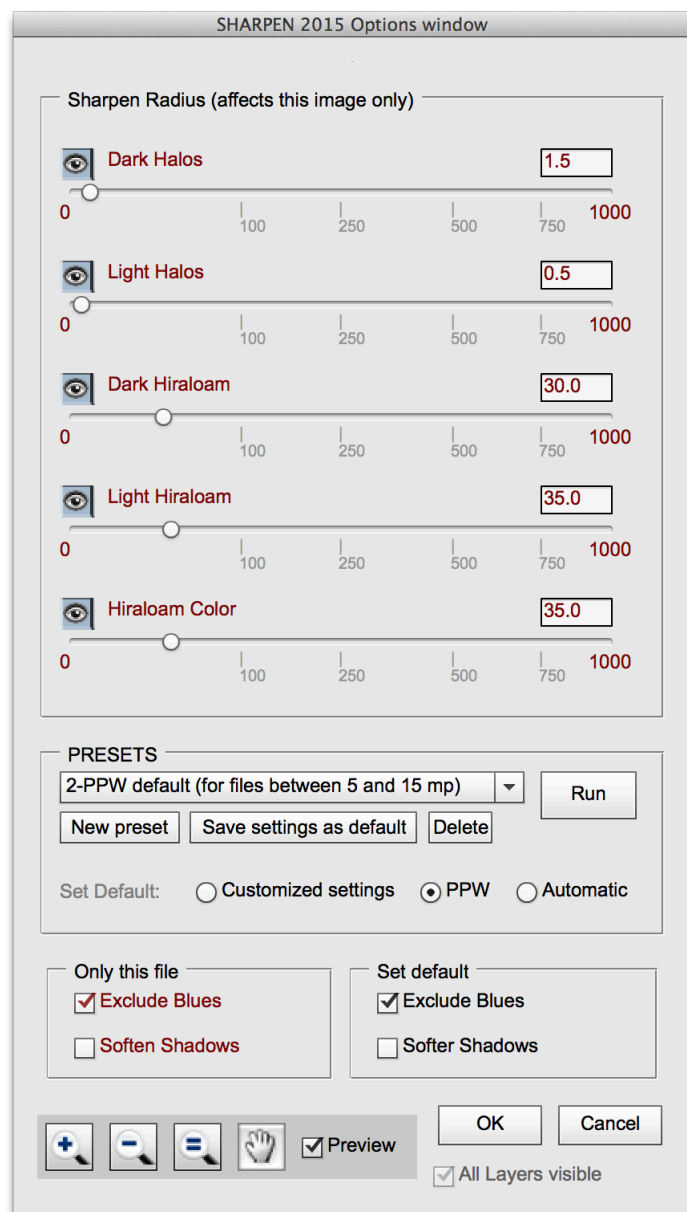 SHARPEN 2015 Options window
Sharpen Radius (affects this image only)
Dark Halos 1.5
0 100 250 500 750 1000
Light Halos 0.5
0 100 250 500 750 1000
Dark Hiraloam 30.0
0 100 250 500 750 1000
Light Hiraloam 35.0
0 100 250 500 750 1000
Hiraloam Color 35.0
0 100 250 500 750 1000
PRESETS
2-PPW default (for files between 5 and 15 mp) Run
New preset Save settings as default Delete
Set Default: Customized settings PPW Automatic
Only this file Set default
Exclude Blues Exclude Blues
Soften Shadows Softer Shadows
Preview OK Cancel
All Layers visible